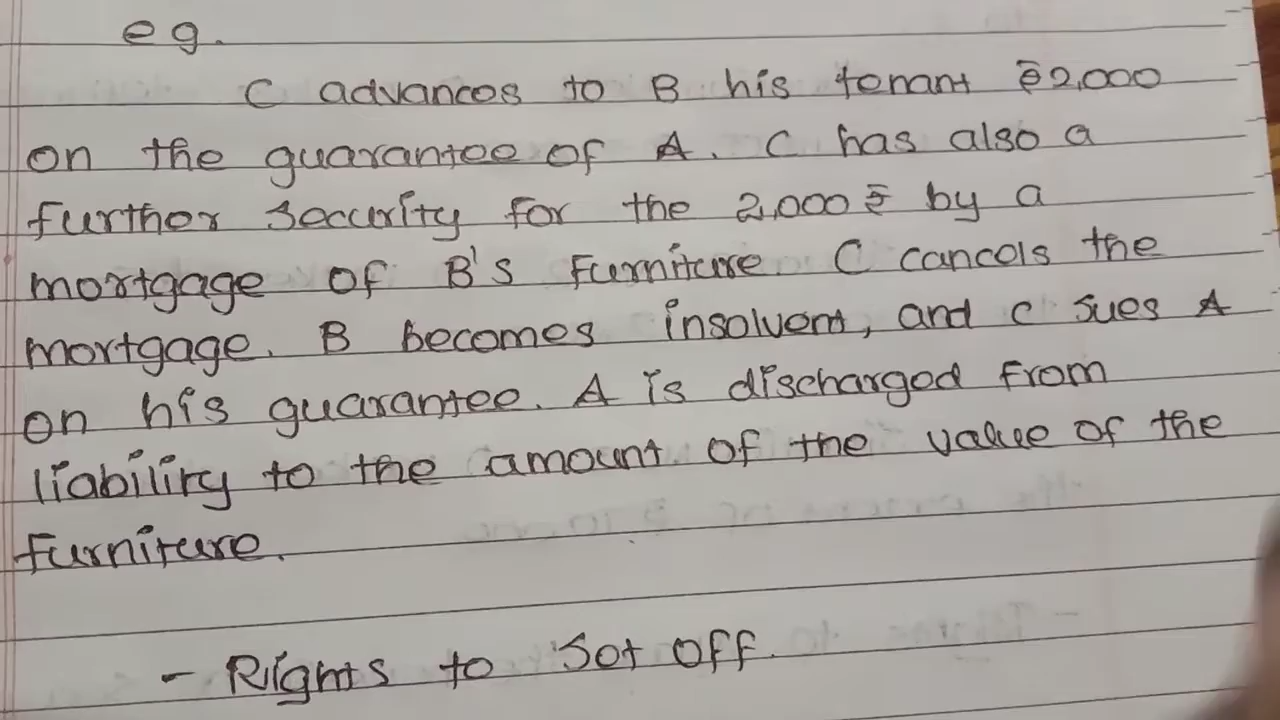 eg.
C advances to B his tenant ₹2,000
on the guarantee of A. C has also a
further security for the 2,000 ₹ by a
mortgage of B's furniture C cancels the
mortgage. B becomes insolvent, and C sues A
on his guarantee. A is discharged from
liability to the amount of the value of the
furniture.
- Rights to Set off.